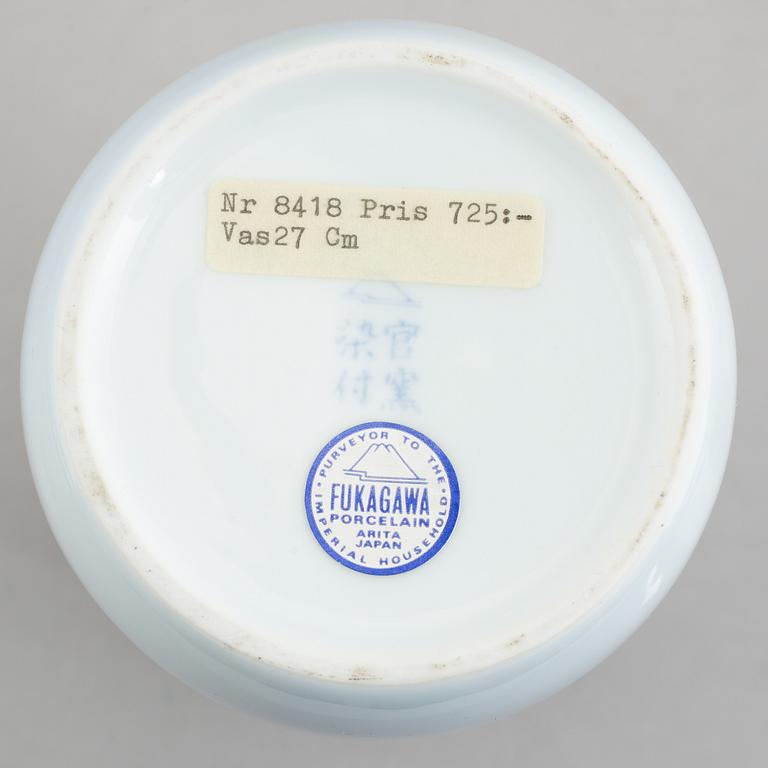 Nr 8418 Pris 725:-
Vas27 Cm
官窯
染付
PURVEYOR TO THE
FUKAGAWA
PORCELAIN
ARITA
JAPAN
IMPERIAL HOUSEHOLD